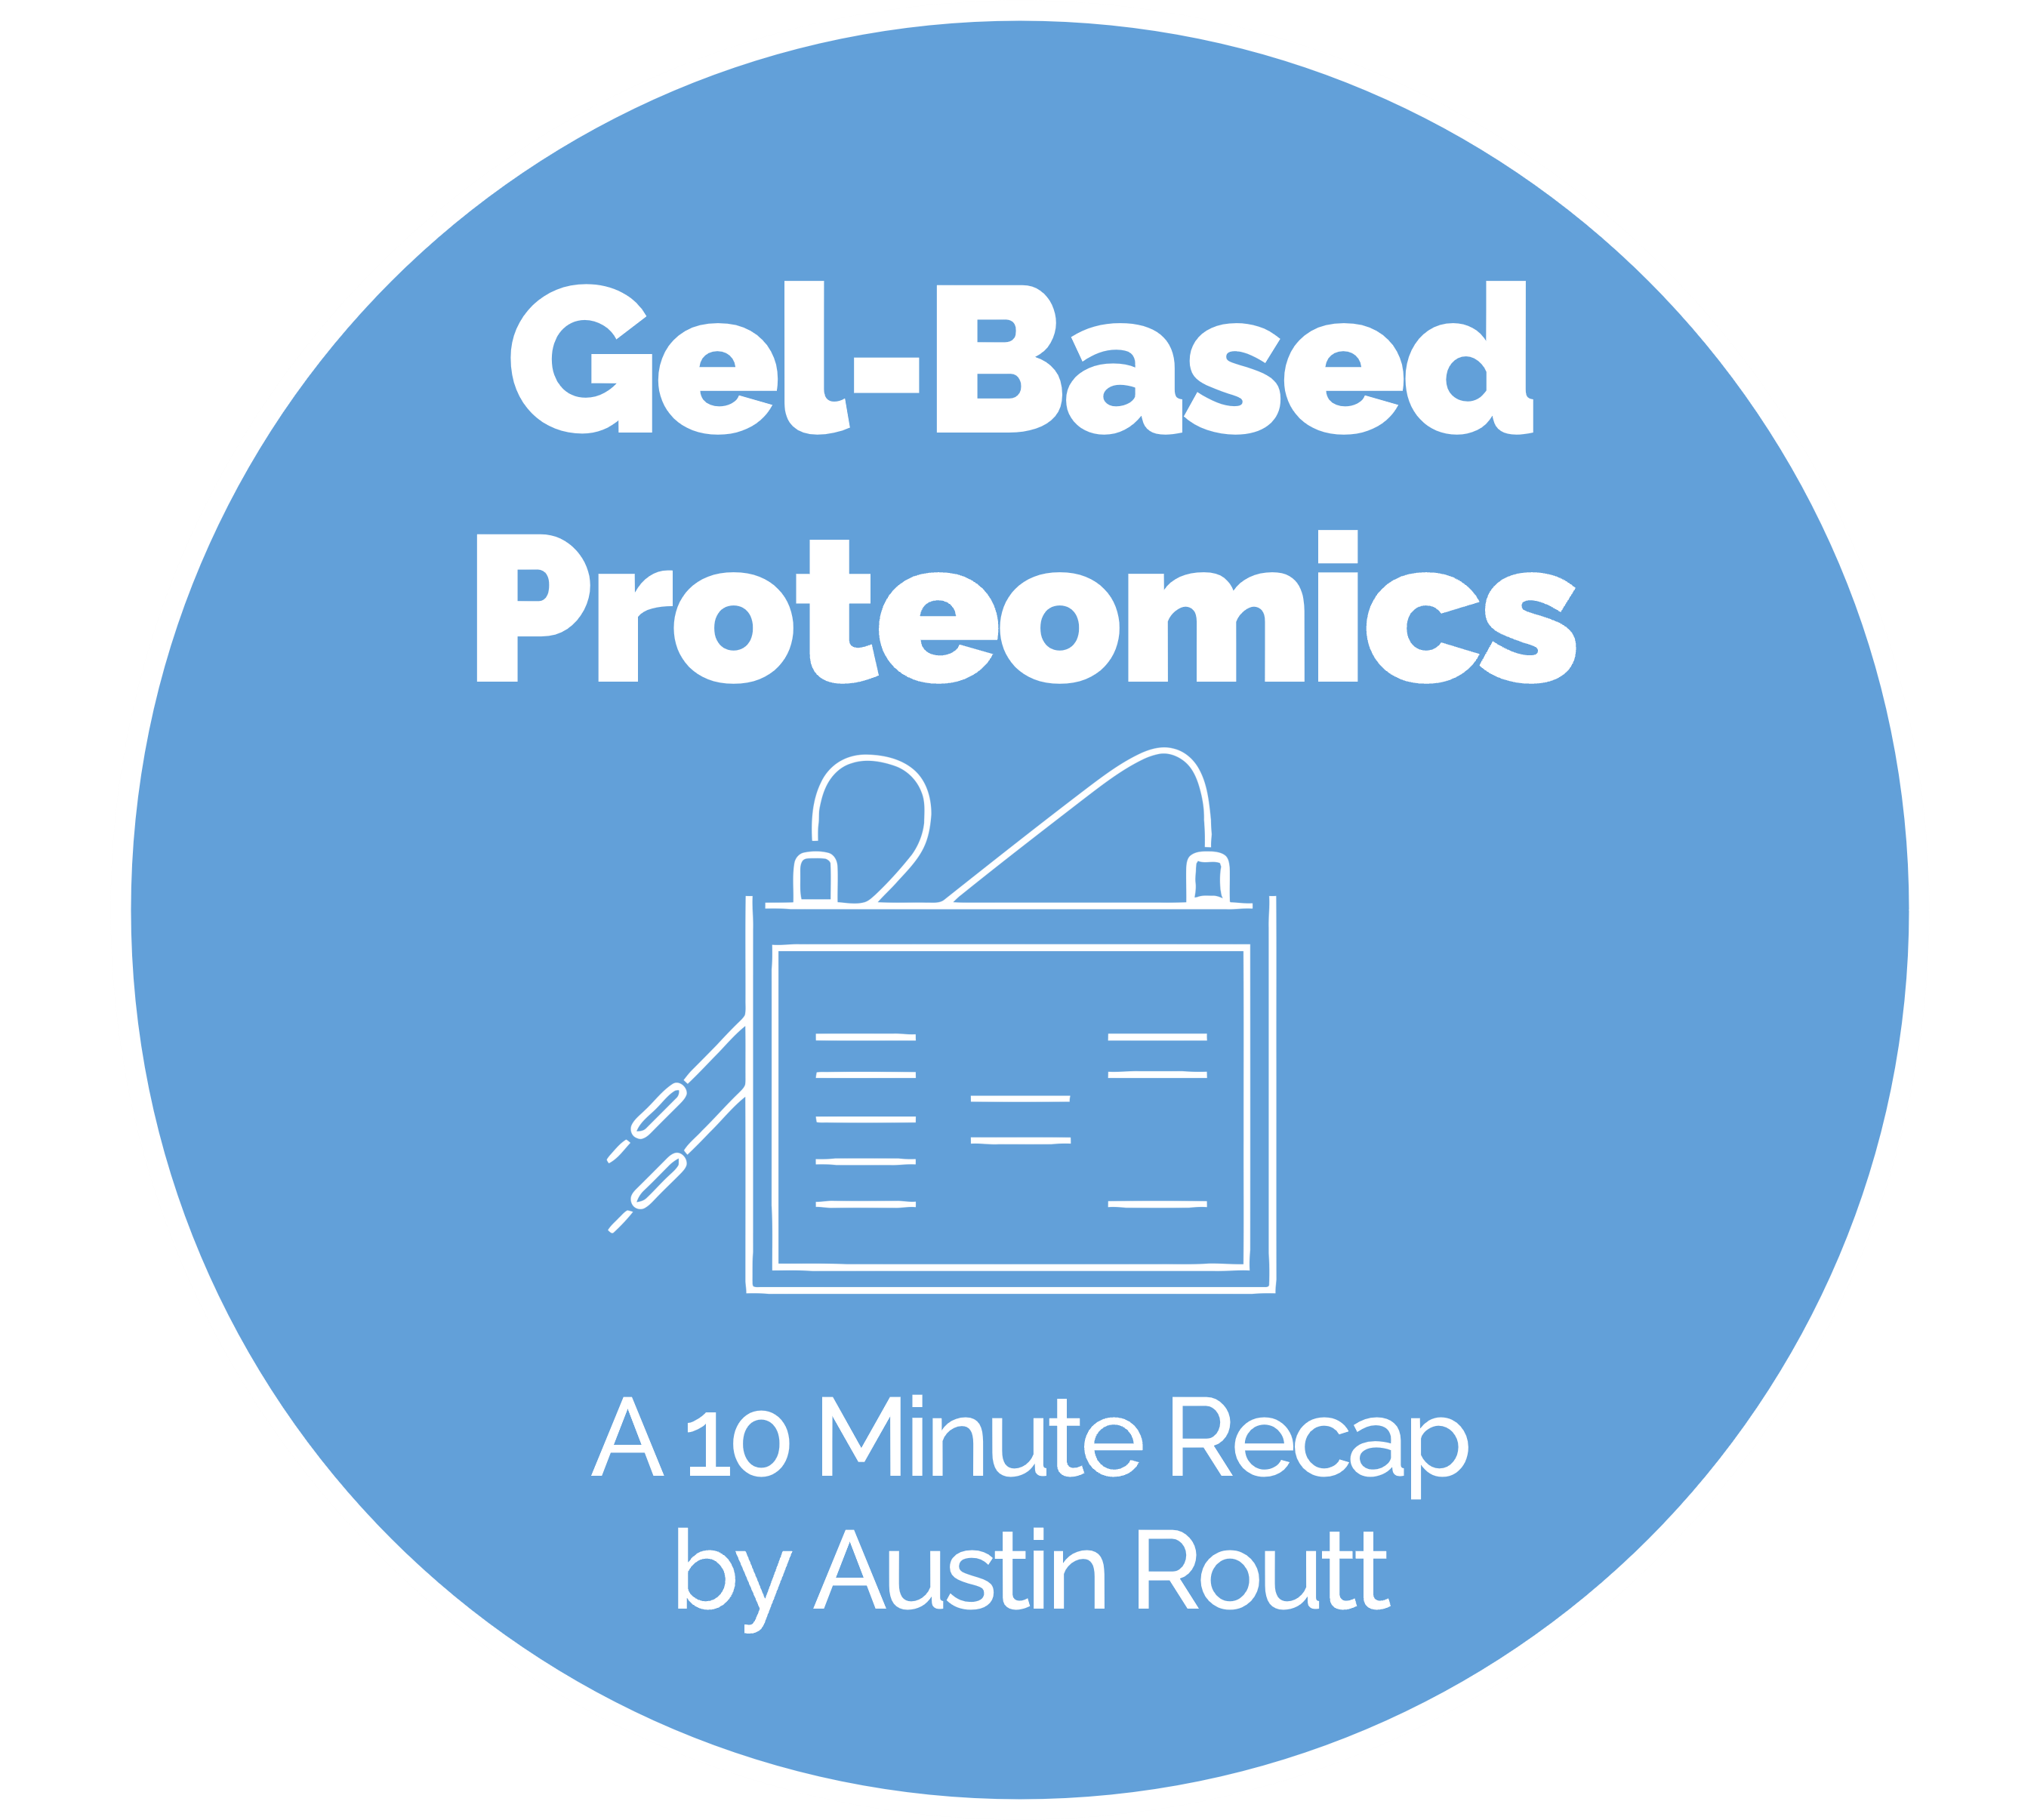 Gel-Based
Proteomics
A 10 Minute Recap
by Austin Routt